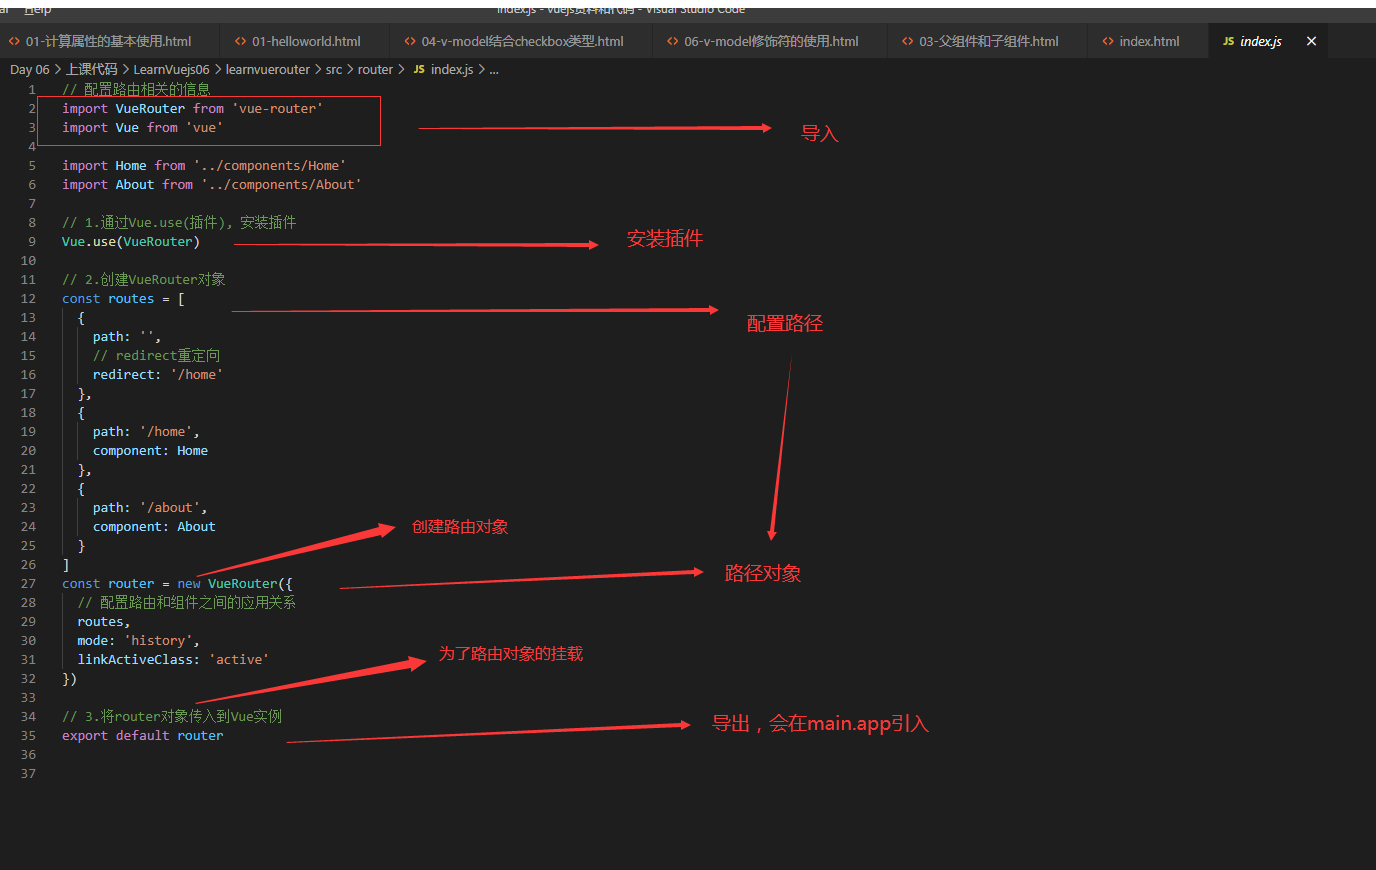 Help
index.js - vuejs资料和代码 - Visual Studio Code
01-计算属性的基本使用.html
01-helloworld.html
04-v-model结合checkbox类型.html
06-v-model修饰符的使用.html
03-父组件和子组件.html
index.html
JS index.js ×
Day 06 > 上课代码 > LearnVuejs06 > learnvuerouter > src > router > JS index.js > ...
1 // 配置路由相关的信息
2 import VueRouter from 'vue-router'
3 import Vue from 'vue'
导入
4
5 import Home from '../components/Home'
6 import About from '../components/About'
7
8 // 1.通过Vue.use(插件), 安装插件
9 Vue.use(VueRouter)
安装插件
10
11 // 2.创建VueRouter对象
12 const routes = [
13 {
配置路径
14 path: '',
15 // redirect重定向
16 redirect: '/home'
17 },
18 {
19 path: '/home',
20 component: Home
21 },
22 {
23 path: '/about',
24 component: About
创建路由对象
25 }
26 ]
27 const router = new VueRouter({
路径对象
28 // 配置路由和组件之间的应用关系
29 routes,
30 mode: 'history',
31 linkActiveClass: 'active'
为了路由对象的挂载
32 })
33
34 // 3.将router对象传入到Vue实例
35 export default router
导出，会在main.app引入
36
37